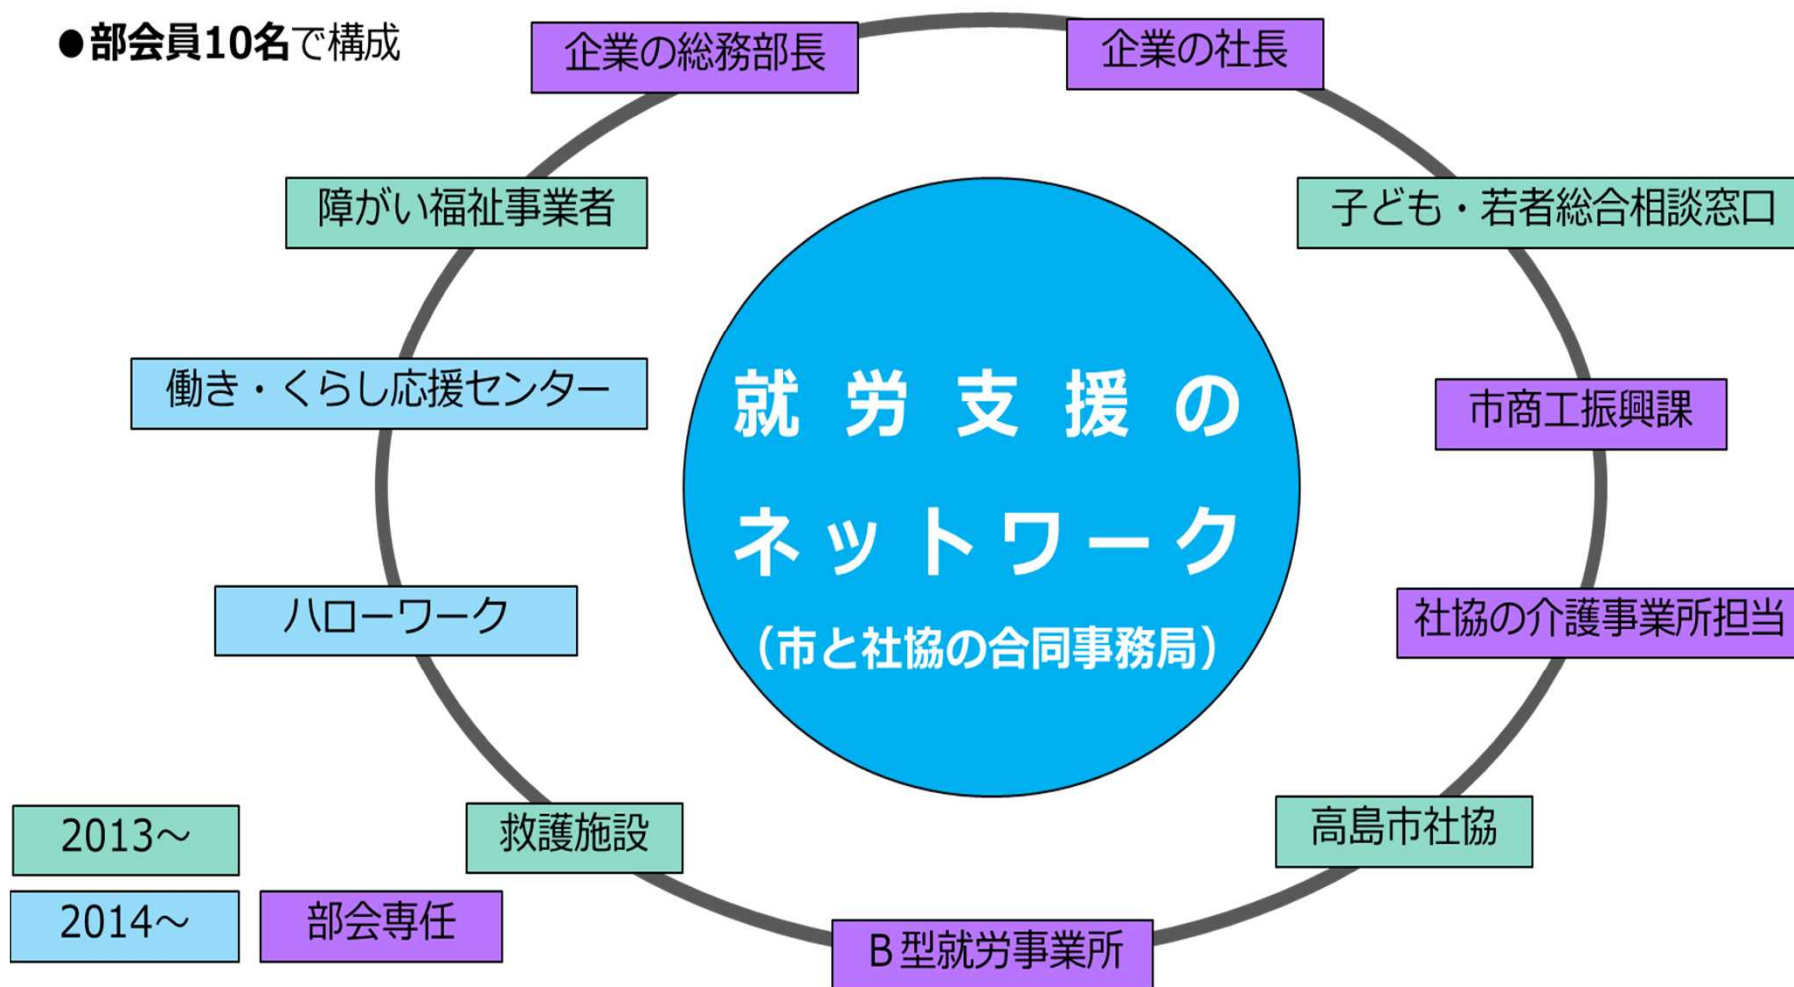 ●部会員10名で構成
企業の総務部長
企業の社長
障がい福祉事業者
子ども・若者総合相談窓口
働き・くらし応援センター
市商工振興課
就労支援の
ネットワーク
(市と社協の合同事務局)
ハローワーク
社協の介護事業所担当
救護施設
高島市社協
B型就労事業所
2013~
2014~
部会専任